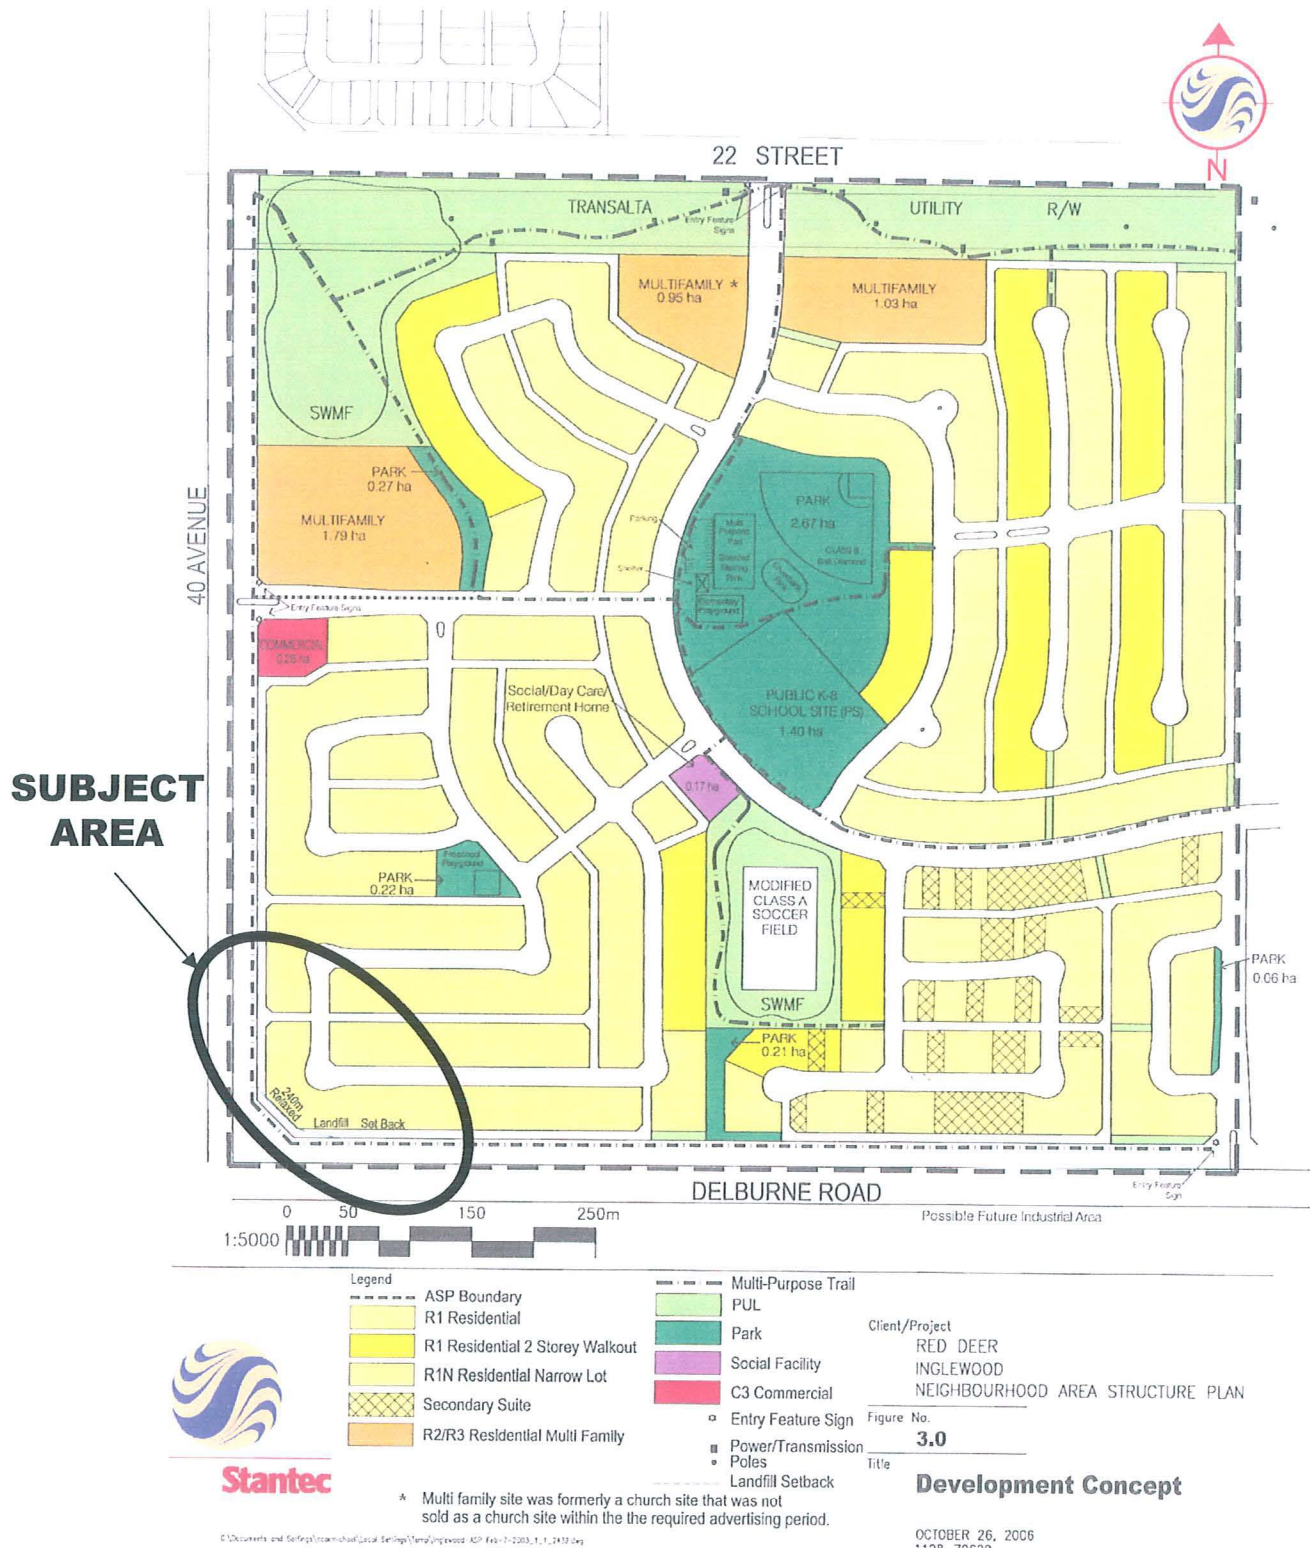 N
22 STREET
TRANSALTA
Entry Feature
Signs
UTILITY R/W
MULTIFAMILY *
0.95 ha
MULTIFAMILY
1.03 ha
SWMF
PARK
0.27 ha
MULTIFAMILY
1.79 ha
40 AVENUE
Parking
Shelter
PARK
2.67 ha
Entry Feature Signs
COMMERCIAL
Social/Day Care/
Retirement Home
PUBLIC K-8
SCHOOL SITE (PS)
1.40 ha
0.17 ha
SUBJECT
AREA
Preschool
Playground
PARK
0.22 ha
MODIFIED
CLASS A
SOCCER
FIELD
SWMF
PARK
0.06 ha
PARK
0.21 ha
240m
Relaxed
Landfill Set Back
Entry Feature
Sign
DELBURNE ROAD
Possible Future Industrial Area
0 50 150 250m
1:5000
Legend
ASP Boundary
R1 Residential
R1 Residential 2 Storey Walkout
R1N Residential Narrow Lot
Secondary Suite
R2/R3 Residential Multi Family
Multi-Purpose Trail
PUL
Park
Social Facility
C3 Commercial
Entry Feature Sign
Power/Transmission
Poles
Landfill Setback
Client/Project
RED DEER
INGLEWOOD
NEIGHBOURHOOD AREA STRUCTURE PLAN
Figure No.
3.0
Title
Development Concept
Stantec
* Multi family site was formerly a church site that was not
sold as a church site within the the required advertising period.
OCTOBER 26, 2006